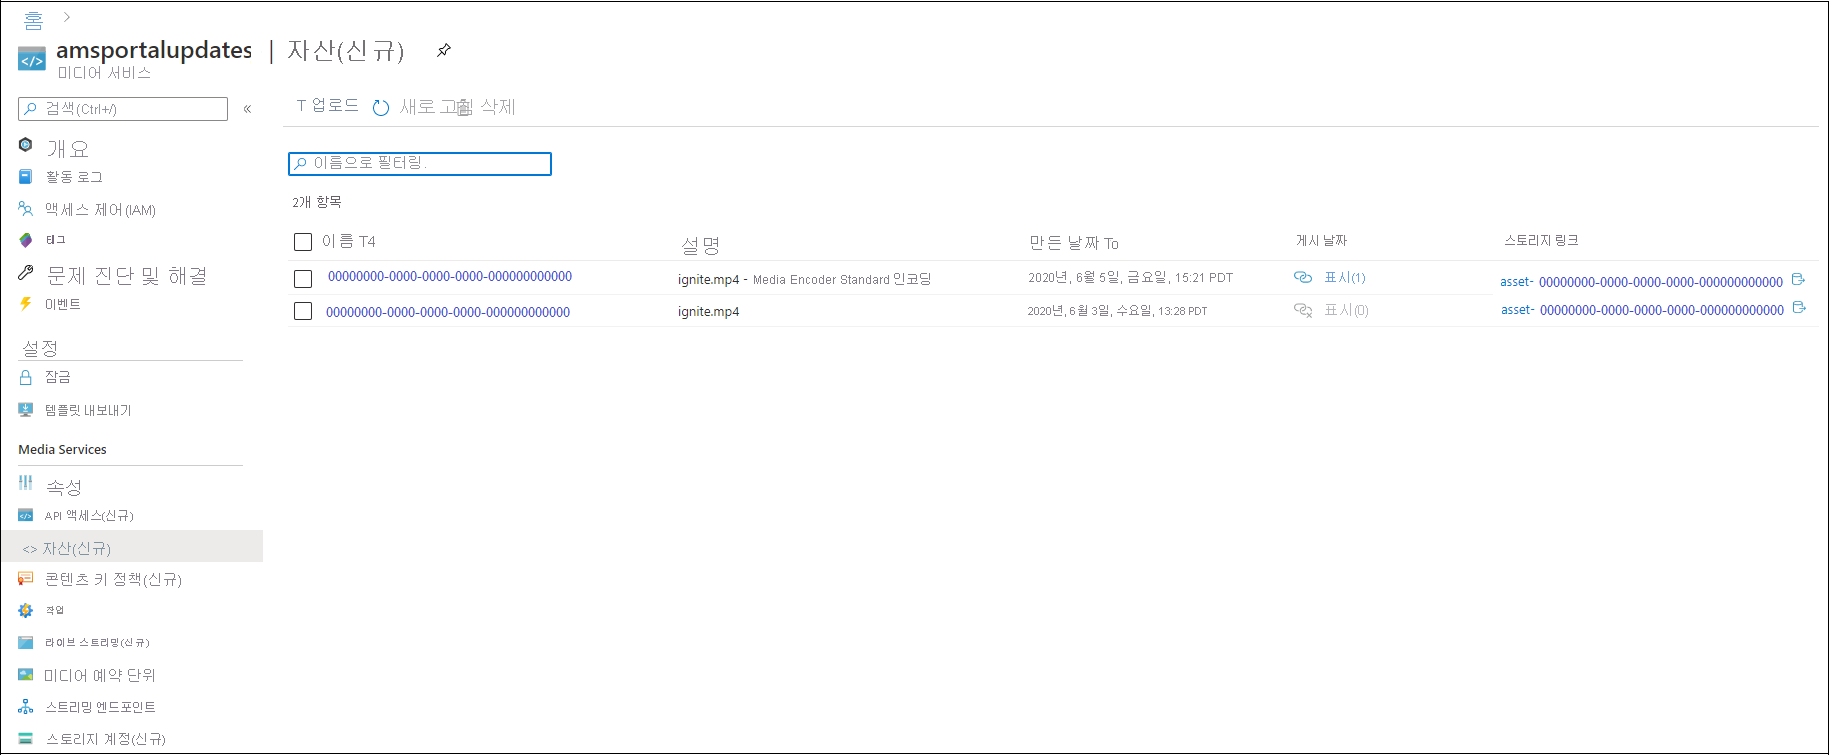 홈 >
amsportalupdates | 자산(신규)
미디어 서비스
검색(Ctrl+/) «
개요
활동 로그
액세스 제어(IAM)
태그
문제 진단 및 해결
이벤트
설정
잠금
템플릿 내보내기
Media Services
속성
API 액세스(신규)
<> 자산(신규)
콘텐츠 키 정책(신규)
작업
라이브 스트리밍(신규)
미디어 예약 단위
스트리밍 엔드포인트
스토리지 계정(신규)
T 업로드 새로 고침 삭제
이름으로 필터링.
2개 항목
이름 T4 설명 만든 날짜 To 게시 날짜 스토리지 링크
00000000-0000-0000-0000-000000000000 ignite.mp4 - Media Encoder Standard 인코딩 2020년, 6월 5일, 금요일, 15:21 PDT 표시(1) asset- 00000000-0000-0000-0000-000000000000
00000000-0000-0000-0000-000000000000 ignite.mp4 2020년, 6월 3일, 수요일, 13:28 PDT 표시(0) asset- 00000000-0000-0000-0000-000000000000